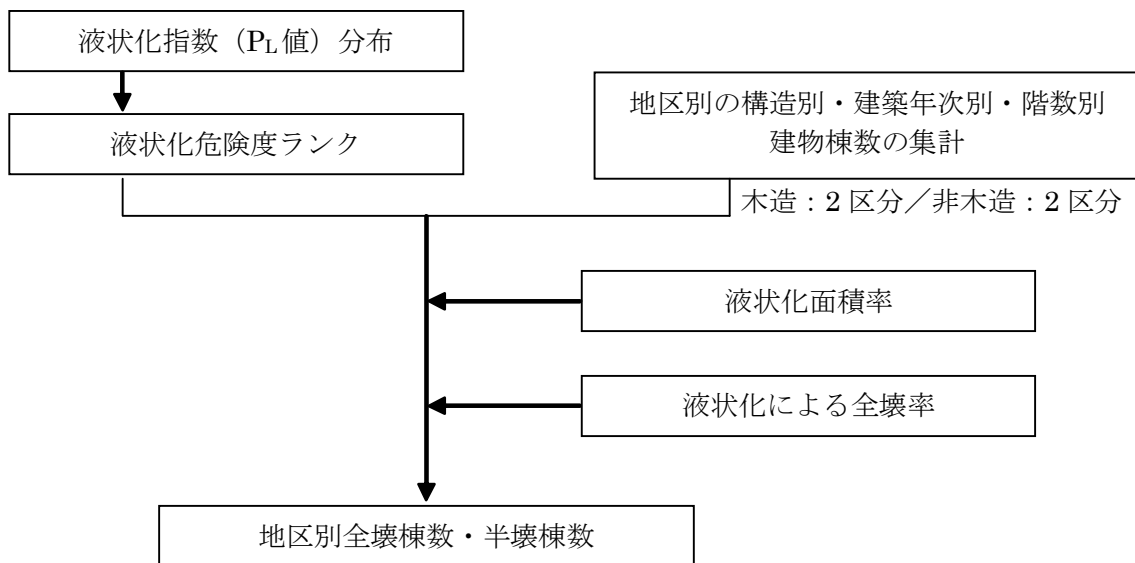 液状化指数（PL値）分布
液状化危険度ランク
地区別の構造別・建築年次別・階数別
建物棟数の集計
木造：2 区分／非木造：2 区分
液状化面積率
液状化による全壊率
地区別全壊棟数・半壊棟数